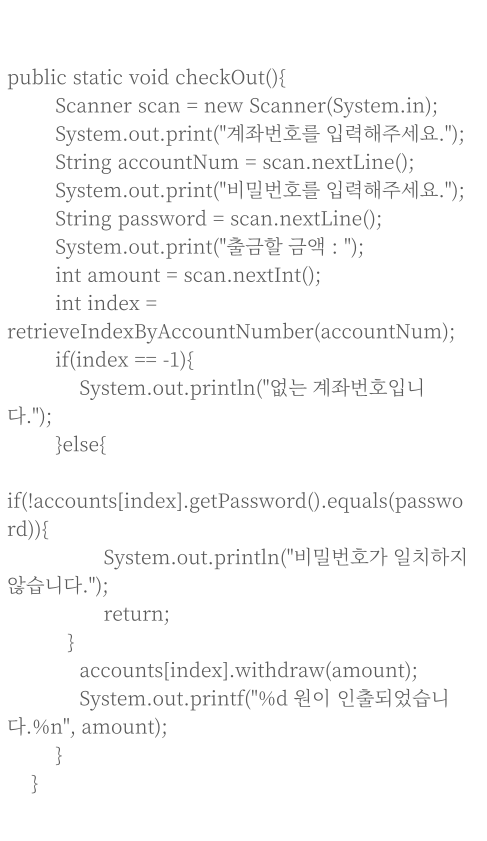 public static void checkOut(){
Scanner scan = new Scanner(System.in);
System.out.print("계좌번호를 입력해주세요.");
String accountNum = scan.nextLine();
System.out.print("비밀번호를 입력해주세요.");
String password = scan.nextLine();
System.out.print("출금할 금액 : ");
int amount = scan.nextInt();
int index =
retrieveIndexByAccountNumber(accountNum);
if(index == -1){
System.out.println("없는 계좌번호입니
다.");
}else{
if(!accounts[index].getPassword().equals(passwo
rd)){
System.out.println("비밀번호가 일치하지
않습니다.");
return;
}
accounts[index].withdraw(amount);
System.out.printf("%d 원이 인출되었습니
다.%n", amount);
}
}